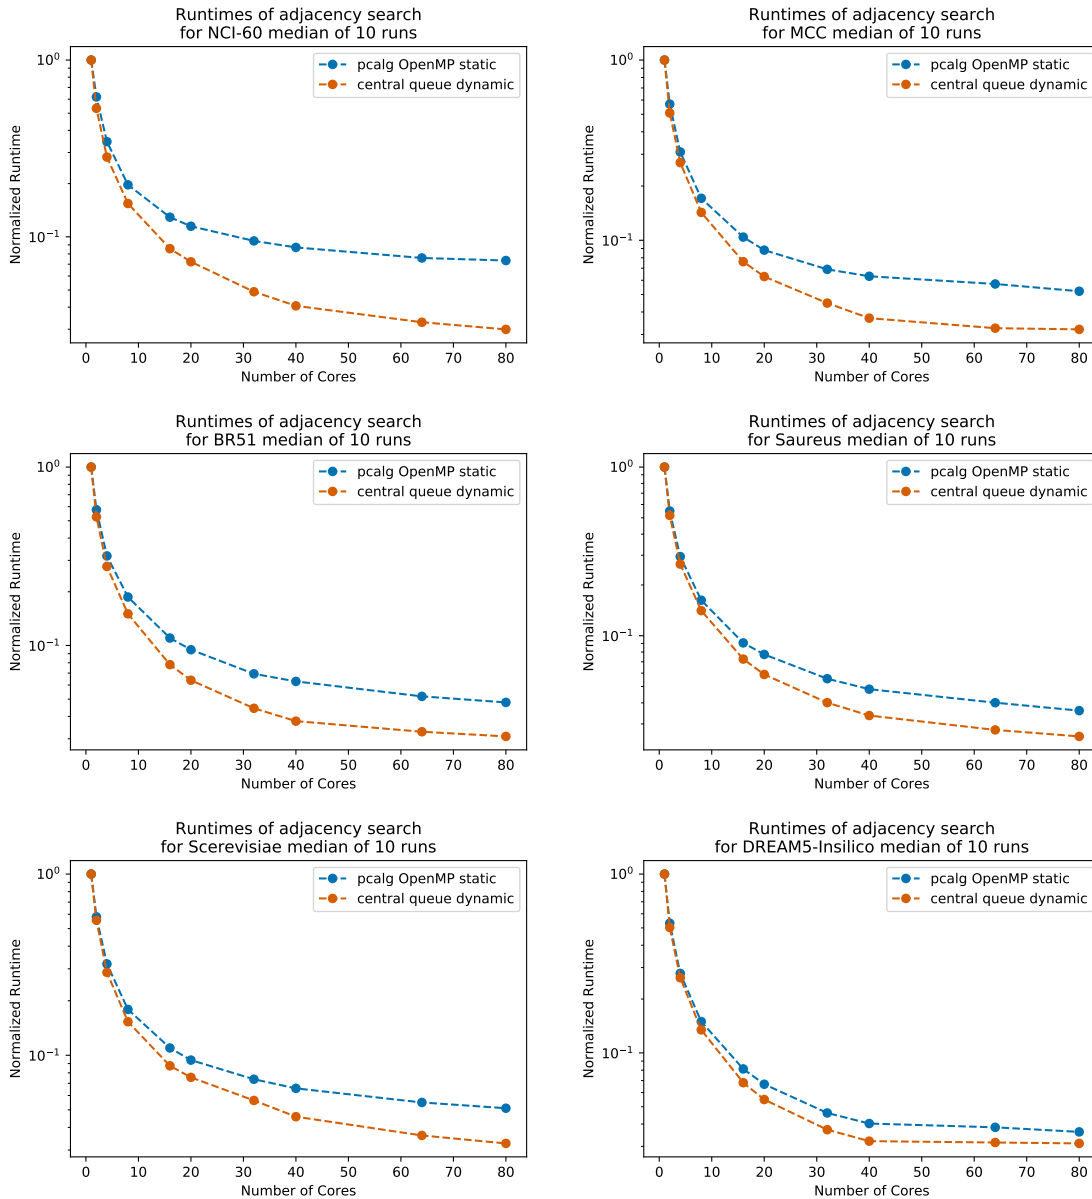 Runtimes of adjacency search
for NCI-60 median of 10 runs
10⁰
10⁻¹
Normalized Runtime
pcalg OpenMP static
central queue dynamic
0 10 20 30 40 50 60 70 80
Number of Cores
Runtimes of adjacency search
for MCC median of 10 runs
10⁰
10⁻¹
Normalized Runtime
pcalg OpenMP static
central queue dynamic
0 10 20 30 40 50 60 70 80
Number of Cores
Runtimes of adjacency search
for BR51 median of 10 runs
10⁰
10⁻¹
Normalized Runtime
pcalg OpenMP static
central queue dynamic
0 10 20 30 40 50 60 70 80
Number of Cores
Runtimes of adjacency search
for Saureus median of 10 runs
10⁰
10⁻¹
Normalized Runtime
pcalg OpenMP static
central queue dynamic
0 10 20 30 40 50 60 70 80
Number of Cores
Runtimes of adjacency search
for Scerevisiae median of 10 runs
10⁰
10⁻¹
Normalized Runtime
pcalg OpenMP static
central queue dynamic
0 10 20 30 40 50 60 70 80
Number of Cores
Runtimes of adjacency search
for DREAM5-Insilico median of 10 runs
10⁰
10⁻¹
Normalized Runtime
pcalg OpenMP static
central queue dynamic
0 10 20 30 40 50 60 70 80
Number of Cores